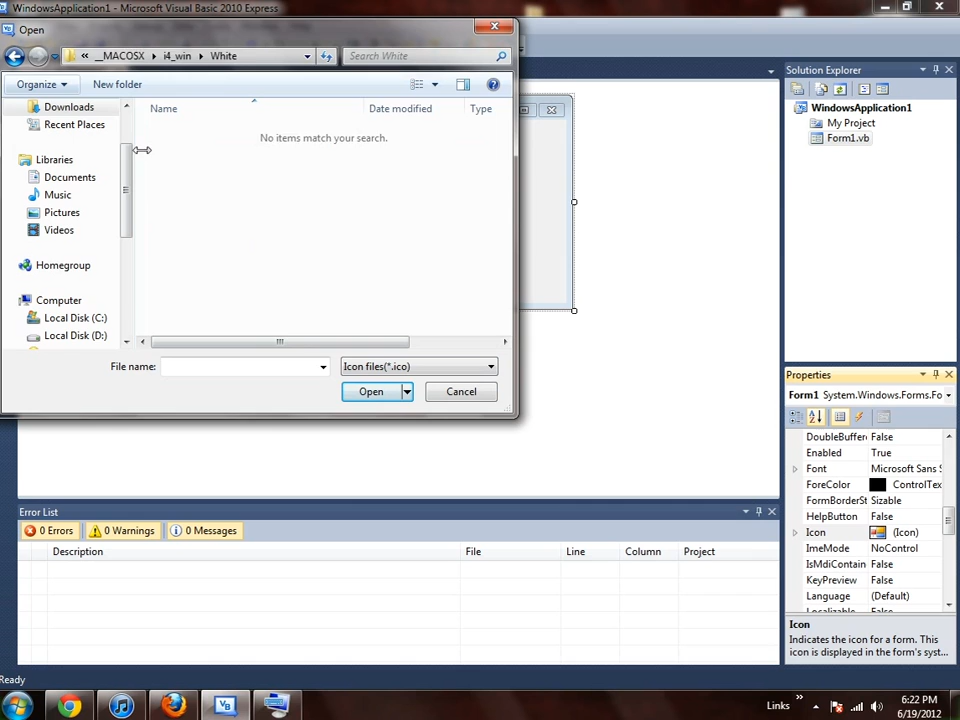 WindowsApplication1 - Microsoft Visual Basic 2010 Express
Open
« __MACOSX i4_win White
Search White
Organize New folder
Downloads
Recent Places
Libraries
Documents
Music
Pictures
Videos
Homegroup
Computer
Local Disk (C:)
Local Disk (D:)
Name Date modified Type
No items match your search.
File name:
Icon files(*.ico)
Open Cancel
Solution Explorer
WindowsApplication1
My Project
Form1.vb
Properties
Form1 System.Windows.Forms.Fo
DoubleBuffer False
Enabled True
Font Microsoft Sans S
ForeColor ControlTex
FormBorderSt Sizable
HelpButton False
Icon (Icon)
ImeMode NoControl
IsMdiContain False
KeyPreview False
Language (Default)
Localizable False
Icon
Indicates the icon for a form. This
icon is displayed in the form's syst...
Error List
0 Errors 0 Warnings 0 Messages
Description File Line Column Project
Ready
Links »
6:22 PM
6/19/2012